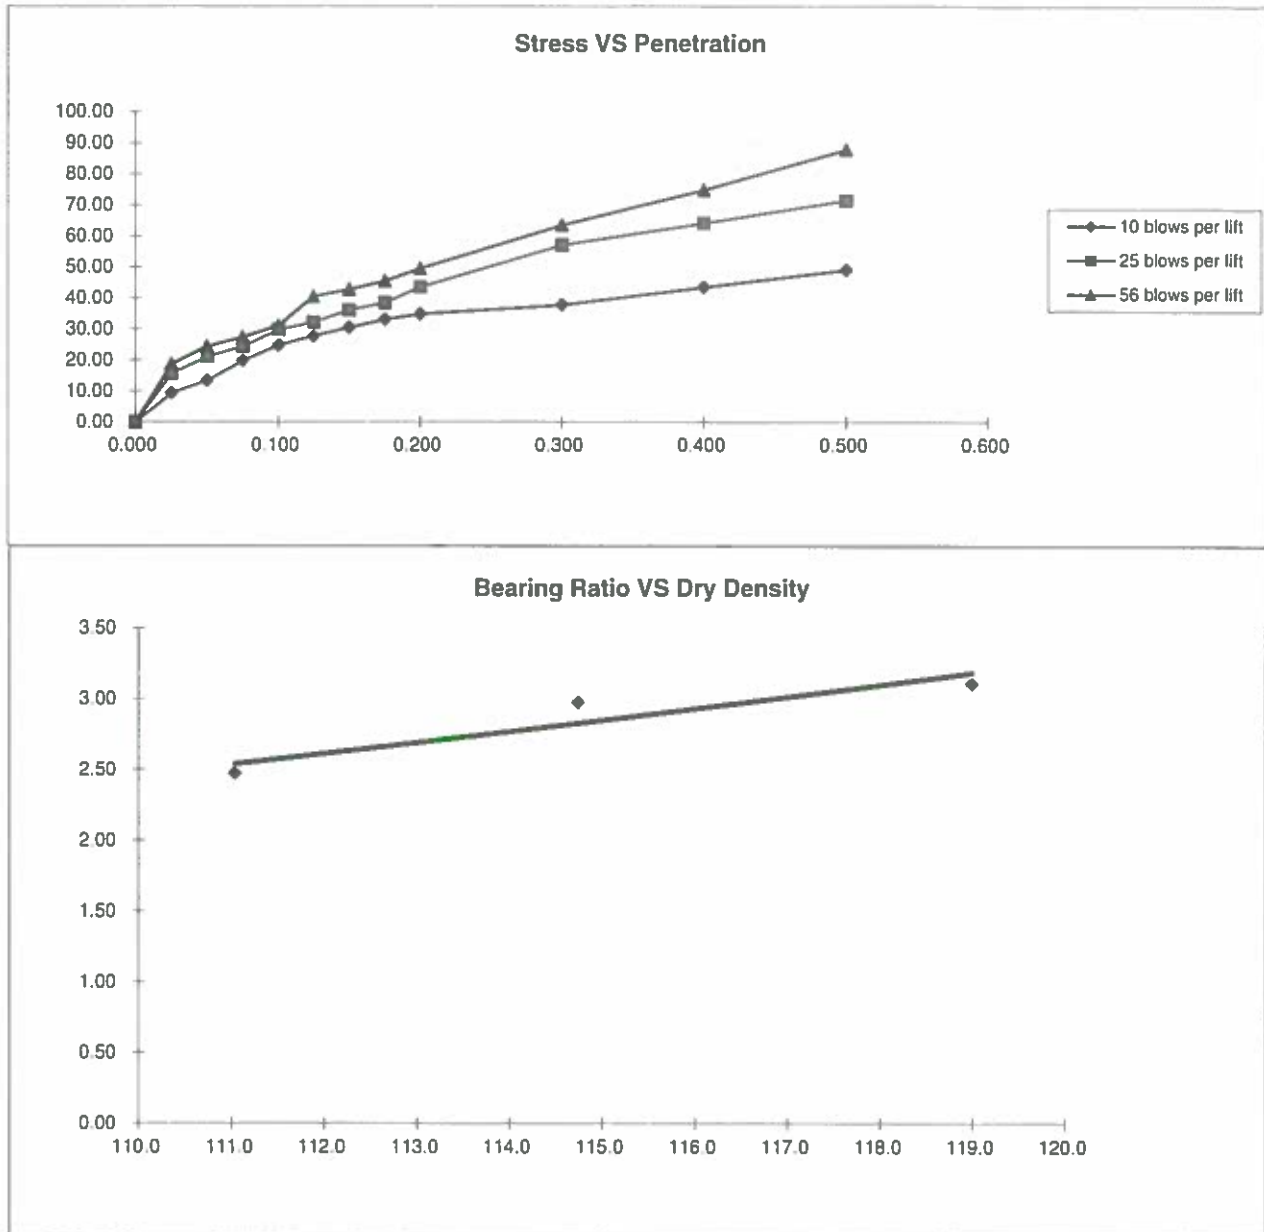 Stress VS Penetration
100.00
90.00
80.00
70.00
60.00
50.00
40.00
30.00
20.00
10.00
0.00
0.000 0.100 0.200 0.300 0.400 0.500 0.600
10 blows per lift
25 blows per lift
56 blows per lift
Bearing Ratio VS Dry Density
3.50
3.00
2.50
2.00
1.50
1.00
0.50
0.00
110.0 111.0 112.0 113.0 114.0 115.0 116.0 117.0 118.0 119.0 120.0